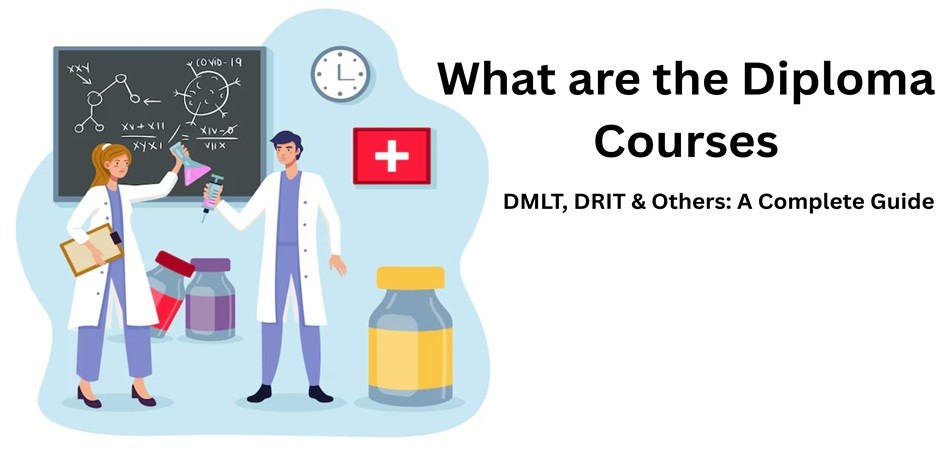 xxy
COVID-19
xv+xii
xyxi
=
xiv-0
viix
What are the Diploma
Courses
DMLT, DRIT & Others: A Complete Guide